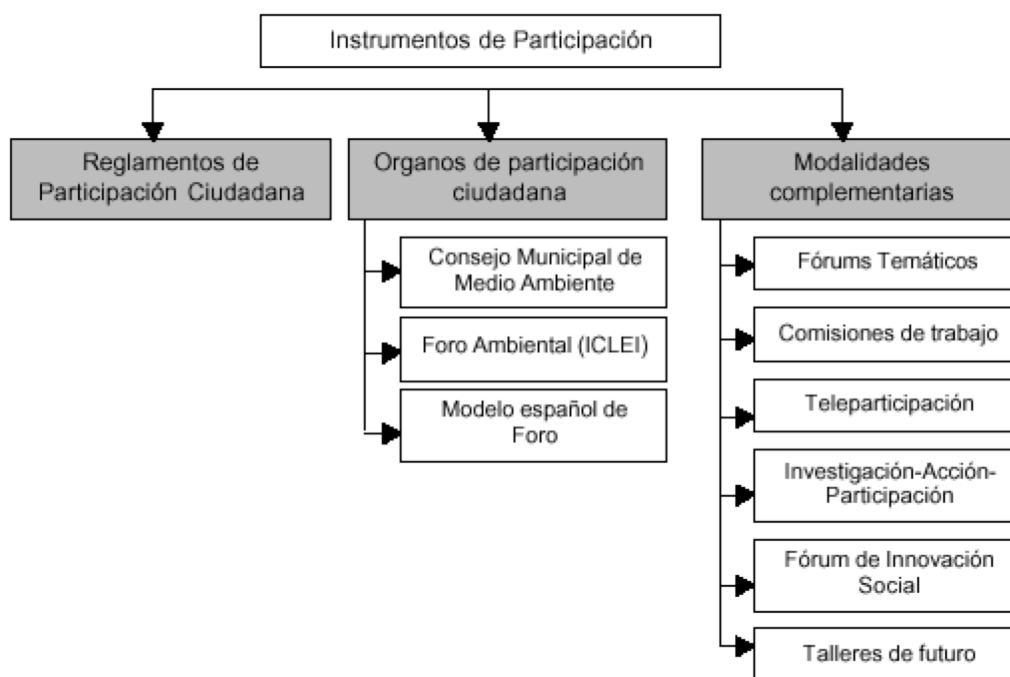 Instrumentos de Participación
Reglamentos de
Participación Ciudadana
Organos de participación
ciudadana
Consejo Municipal de
Medio Ambiente
Foro Ambiental (ICLEI)
Modelo español de
Foro
Modalidades
complementarias
Fórums Temáticos
Comisiones de trabajo
Teleparticipación
Investigación-Acción-
Participación
Fórum de Innovación
Social
Talleres de futuro